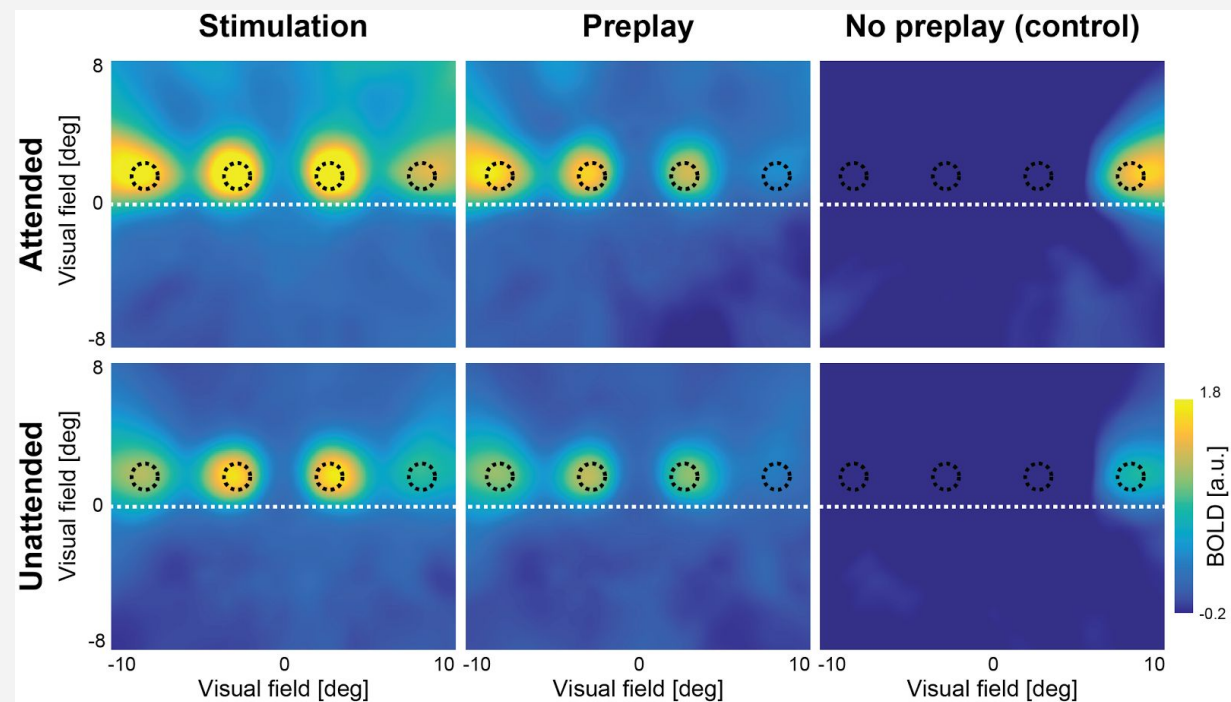 Stimulation
Preplay
No preplay (control)
Attended
Visual field [deg]
8
0
-8
Unattended
Visual field [deg]
8
0
-8
1.8
BOLD [a.u.]
-0.2
-10 0 10
-10 0 10
-10 0 10
Visual field [deg]
Visual field [deg]
Visual field [deg]